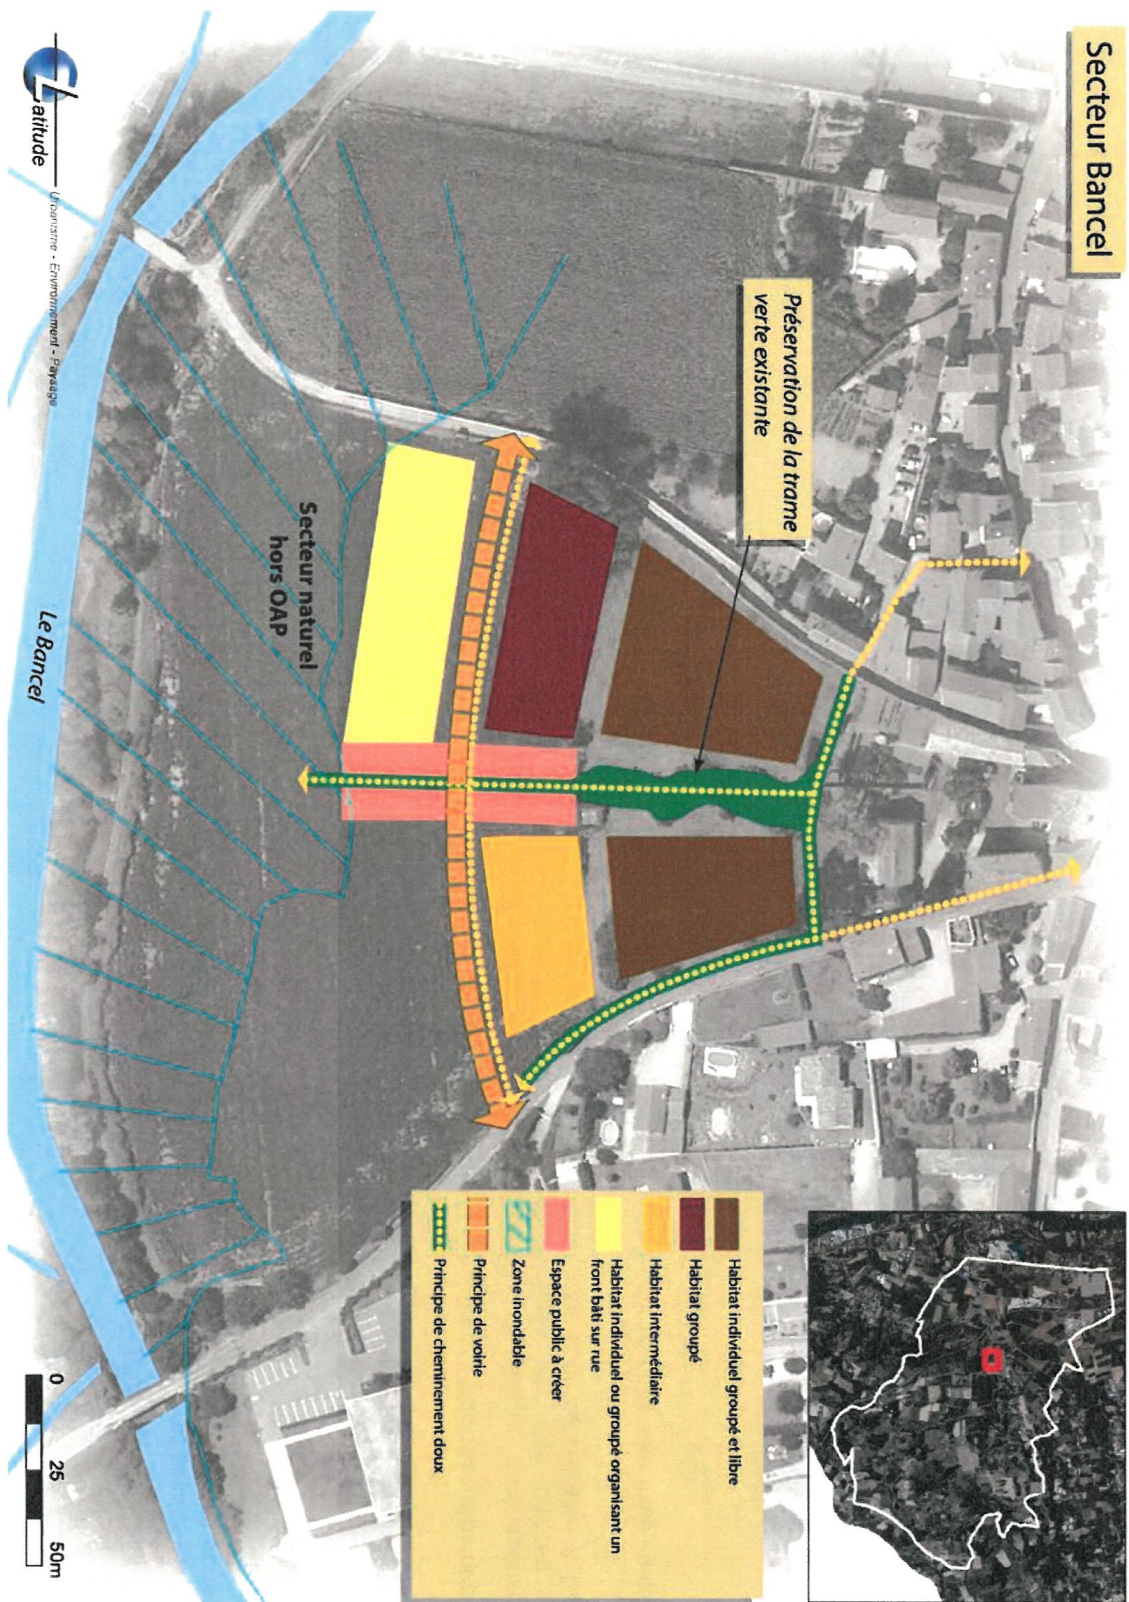 Secteur Bancel
Préservation de la trame
verte existante
Secteur naturel
hors OAP
Le Bancel
Habitat individuel groupé et libre
Habitat groupé
Habitat intermédiaire
Habitat individuel ou groupé organisant un
front bâti sur rue
Espace public à créer
Zone inondable
Principe de voirie
Principe de cheminement doux
0 25 50m
Latitude
Urbanisme - Environnement - Paysage